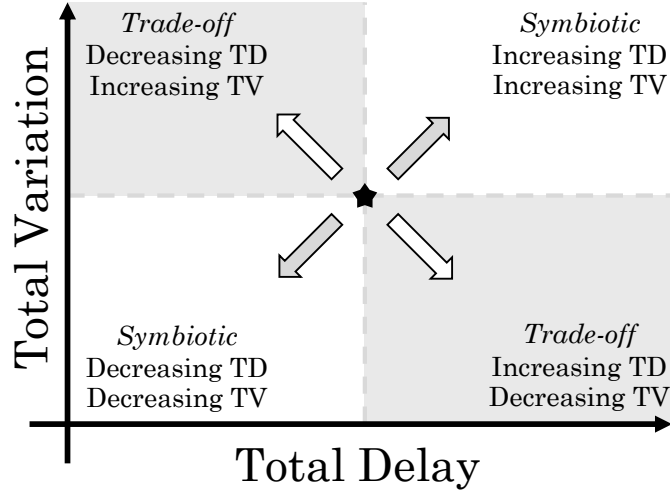 Trade-off
Decreasing TD
Increasing TV
Symbiotic
Increasing TD
Increasing TV
Total Variation
Symbiotic
Decreasing TD
Decreasing TV
Trade-off
Increasing TD
Decreasing TV
Total Delay